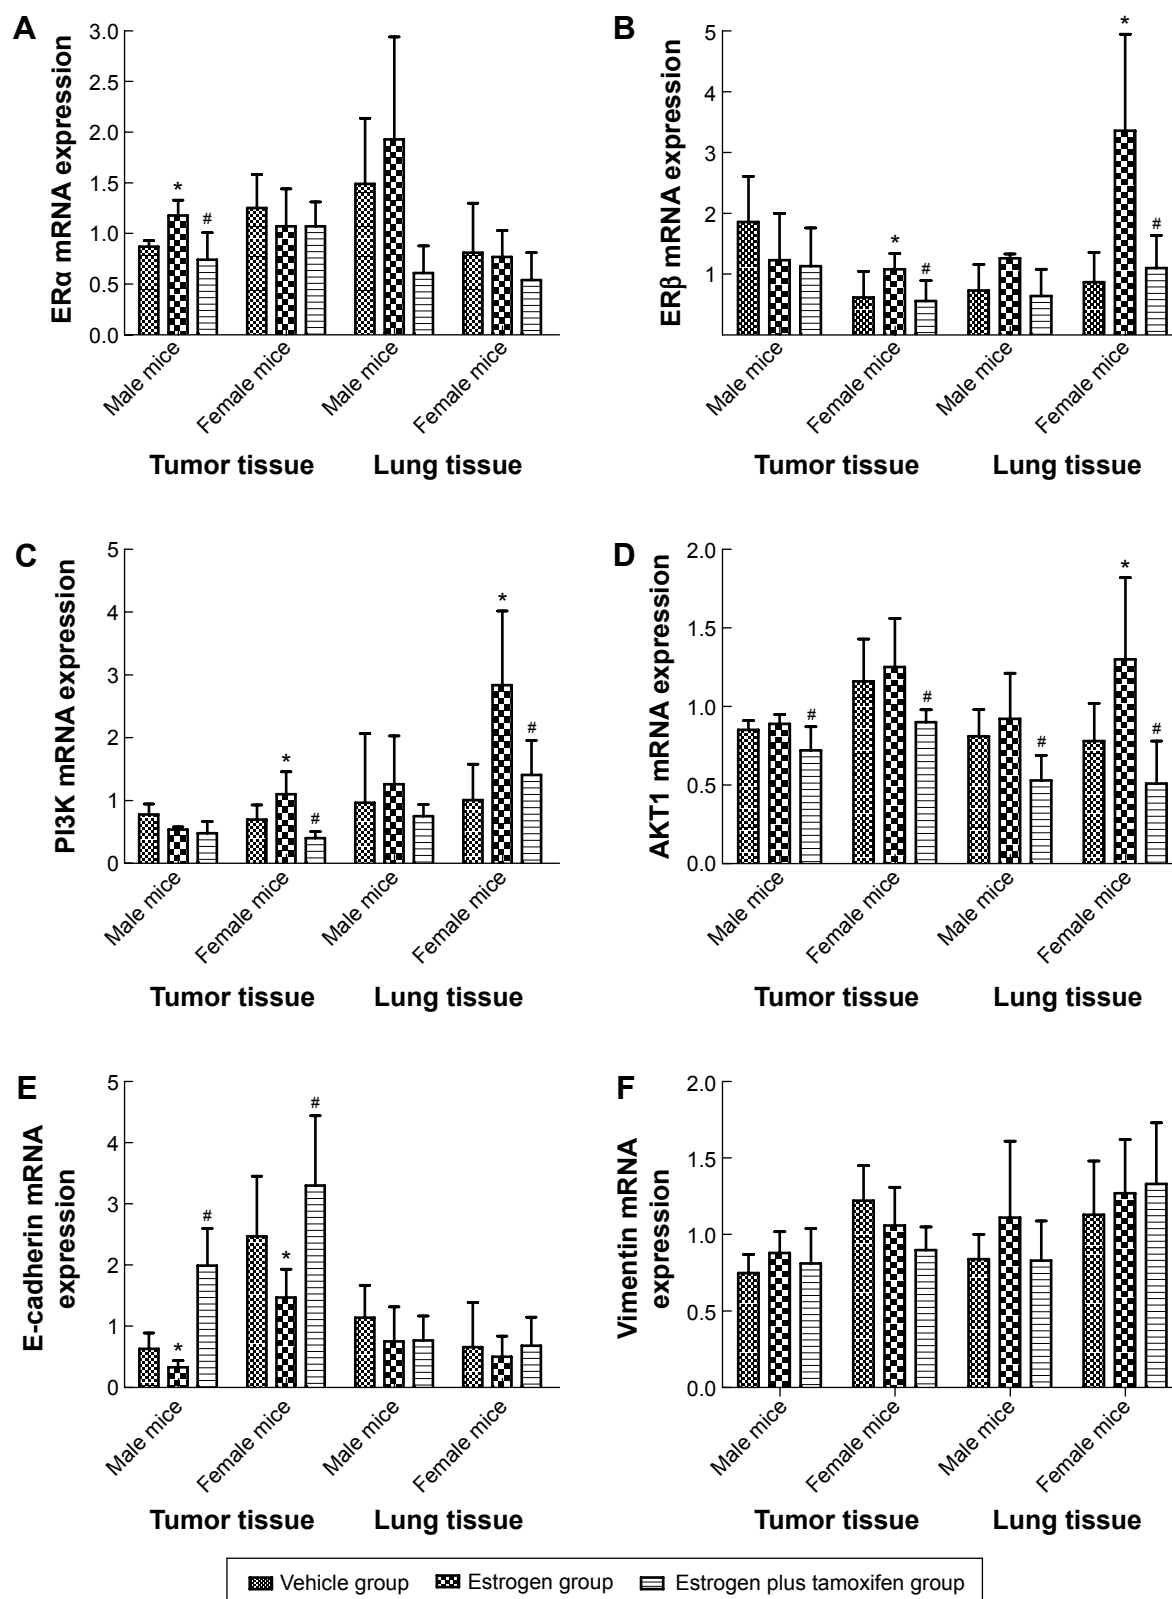 A
ERα mRNA expression
3.0
2.5
2.0
1.5
1.0
0.5
0.0
*
#
Male mice
Female mice
Male mice
Female mice
Tumor tissue
Lung tissue
B
ERβ mRNA expression
5
4
3
2
1
*
#
*
#
Male mice
Female mice
Male mice
Female mice
Tumor tissue
Lung tissue
C
PI3K mRNA expression
5
4
3
2
1
0
*
#
*
#
Male mice
Female mice
Male mice
Female mice
Tumor tissue
Lung tissue
D
AKT1 mRNA expression
2.0
1.5
1.0
0.5
0.0
#
#
#
*
#
Male mice
Female mice
Male mice
Female mice
Tumor tissue
Lung tissue
E
E-cadherin mRNA
expression
5
4
3
2
1
0
*
#
*
#
Male mice
Female mice
Male mice
Female mice
Tumor tissue
Lung tissue
F
Vimentin mRNA
expression
2.0
1.5
1.0
0.5
0.0
Male mice
Female mice
Male mice
Female mice
Tumor tissue
Lung tissue
Vehicle group
Estrogen group
Estrogen plus tamoxifen group